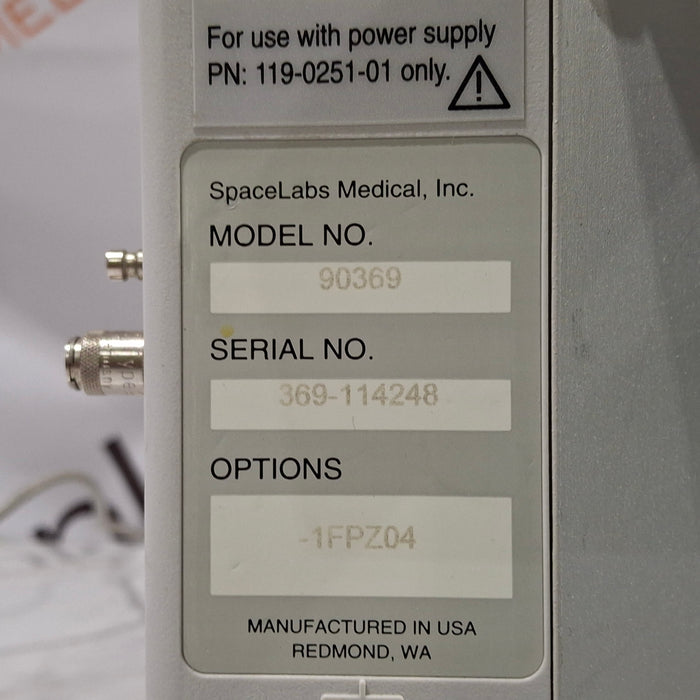 For use with power supply
PN: 119-0251-01 only.
SpaceLabs Medical, Inc.
MODEL NO.
90369
SERIAL NO.
369-114248
OPTIONS
-1FPZ04
MANUFACTURED IN USA
REDMOND, WA